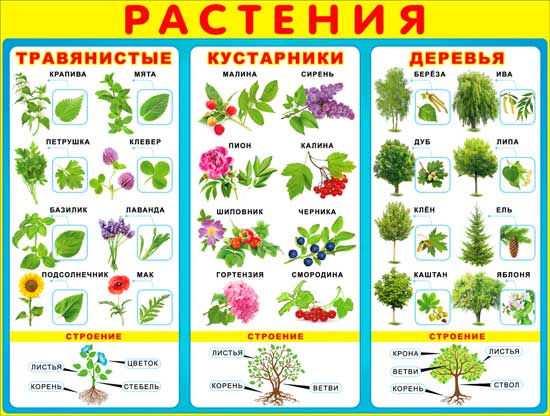 РАСТЕНИЯ
ТРАВЯНИСТЫЕ
КРАПИВА МЯТА
ПЕТРУШКА КЛЕВЕР
БАЗИЛИК ЛАВАНДА
ПОДСОЛНЕЧНИК МАК
СТРОЕНИЕ
ЛИСТЬЯ ЦВЕТОК
КОРЕНЬ СТЕБЕЛЬ
КУСТАРНИКИ
МАЛИНА СИРЕНЬ
ПИОН КАЛИНА
ШИПОВНИК ЧЕРНИКА
ГОРТЕНЗИЯ СМОРОДИНА
СТРОЕНИЕ
ЛИСТЬЯ
КОРЕНЬ ВЕТВИ
ДЕРЕВЬЯ
БЕРЁЗА ИВА
ДУБ ЛИПА
КЛЁН ЕЛЬ
КАШТАН ЯБЛОНЯ
СТРОЕНИЕ
КРОНА ЛИСТЬЯ
ВЕТВИ
КОРЕНЬ СТВОЛ